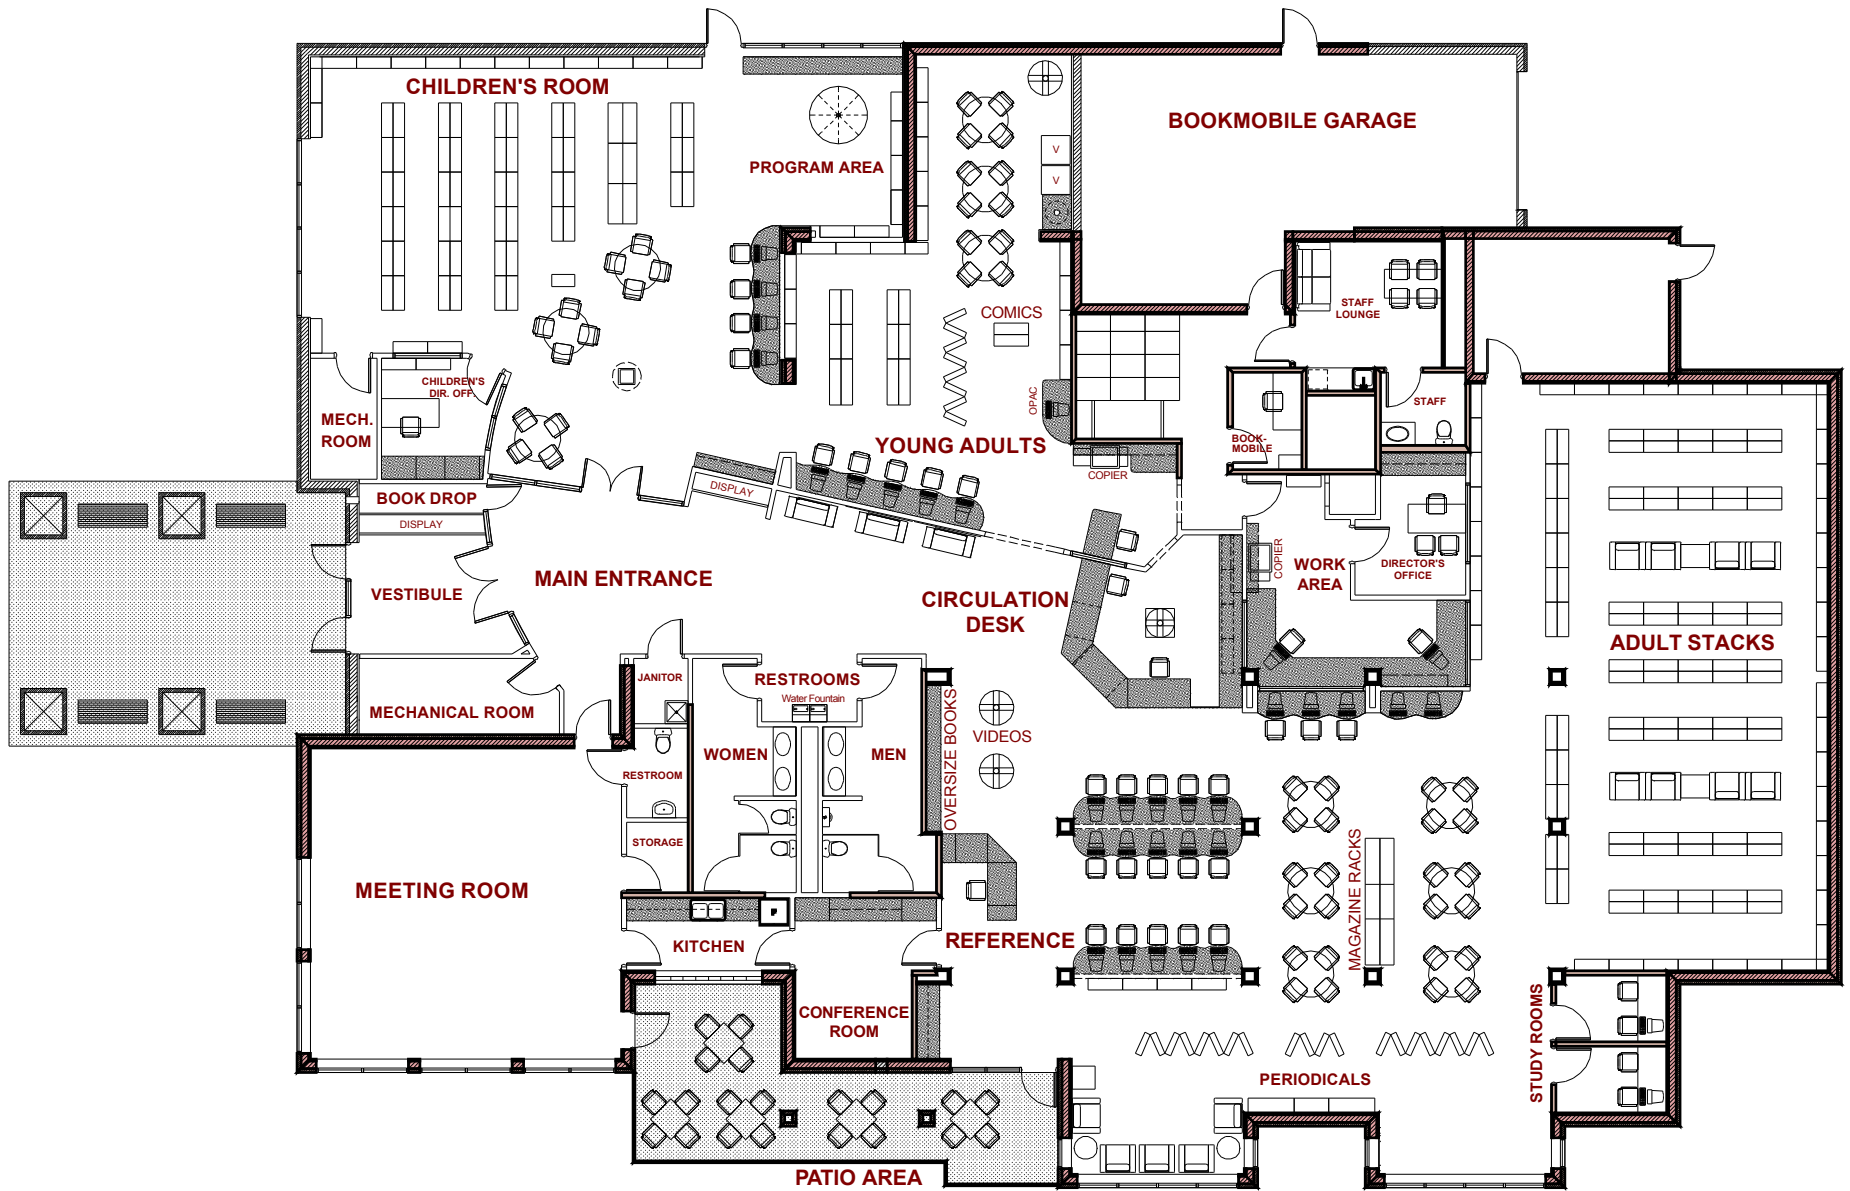 CHILDREN'S ROOM
BOOKMOBILE GARAGE
PROGRAM AREA
V
V
STAFF
LOUNGE
COMICS
CHILDREN'S
DIR. OFF.
OPAC
STAFF
MECH.
ROOM
YOUNG ADULTS
BOOK-
MOBILE
COPIER
DISPLAY
BOOK DROP
DISPLAY
COPIER
WORK
AREA
DIRECTOR'S
OFFICE
MAIN ENTRANCE
VESTIBULE
CIRCULATION
DESK
ADULT STACKS
JANITOR
RESTROOMS
Water Fountain
MECHANICAL ROOM
OVERSIZE BOOKS
VIDEOS
WOMEN
MEN
RESTROOM
STORAGE
MAGAZINE RACKS
MEETING ROOM
KITCHEN
REFERENCE
CONFERENCE
ROOM
STUDY ROOMS
PERIODICALS
PATIO AREA